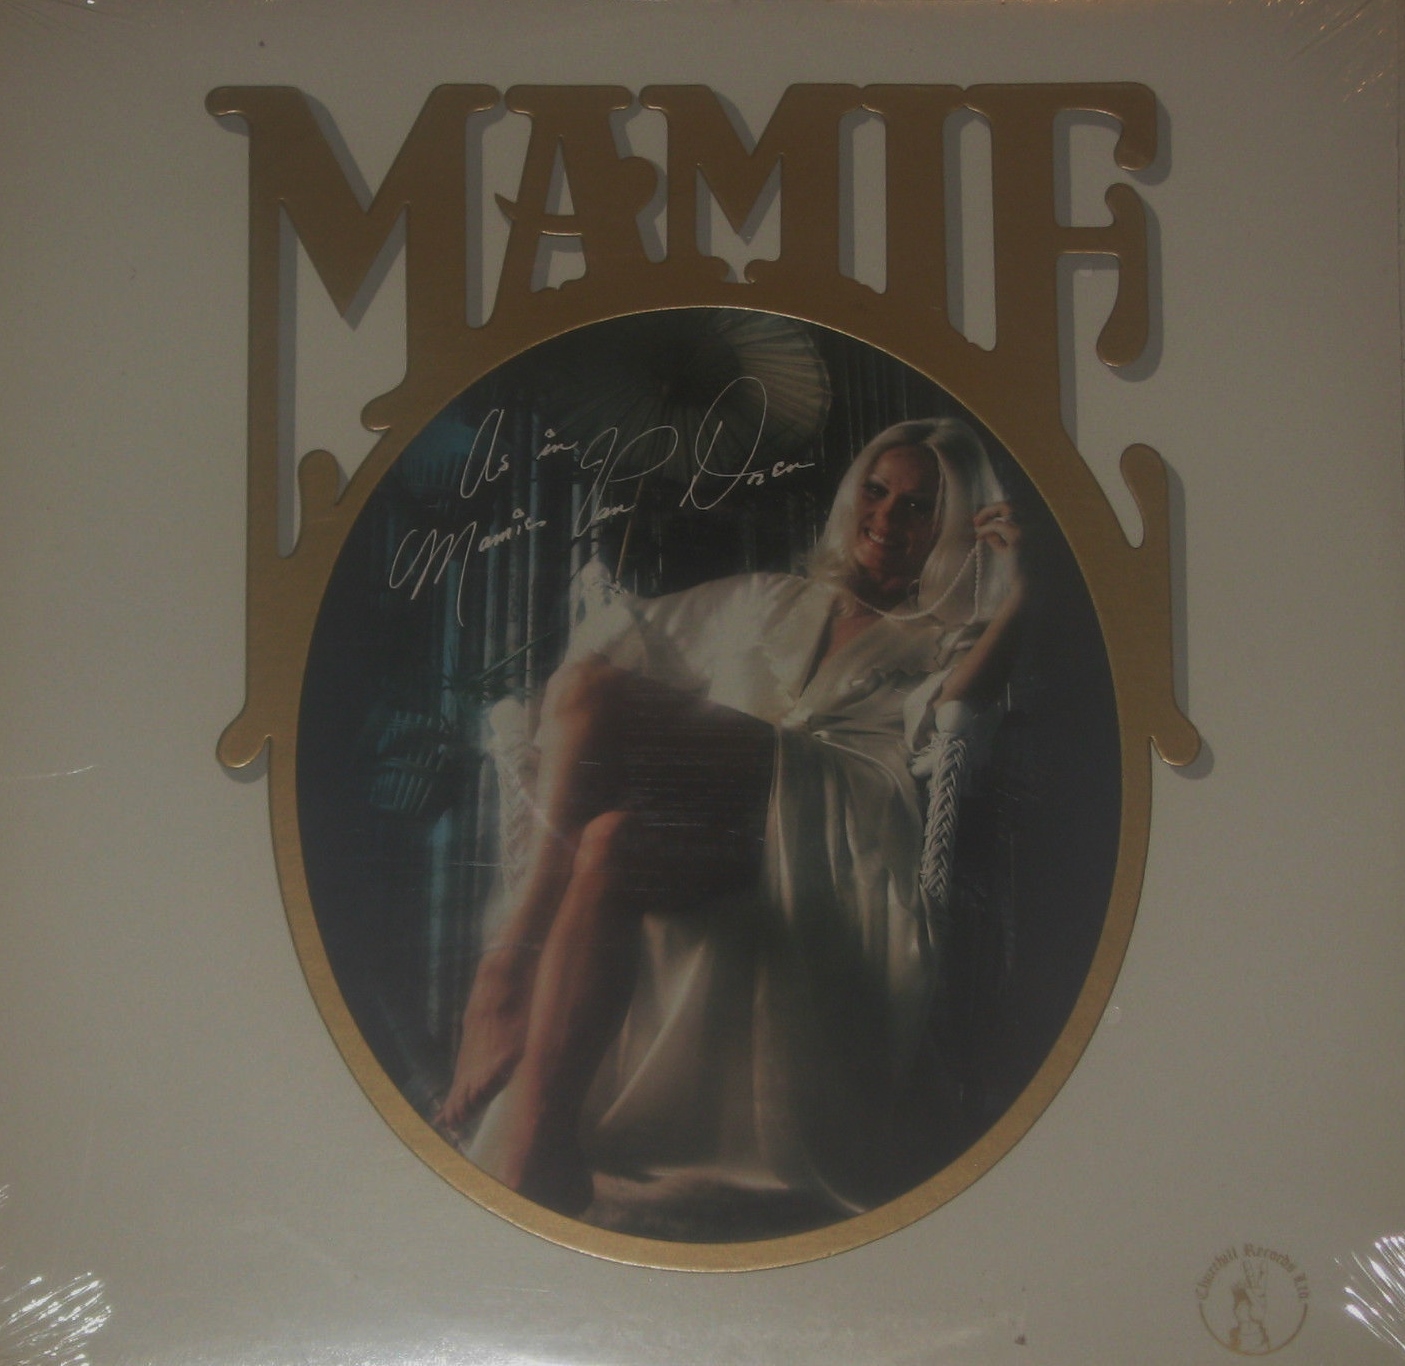 MAMIE
As in
Mamie Van Doren
Churchill Records Ltd